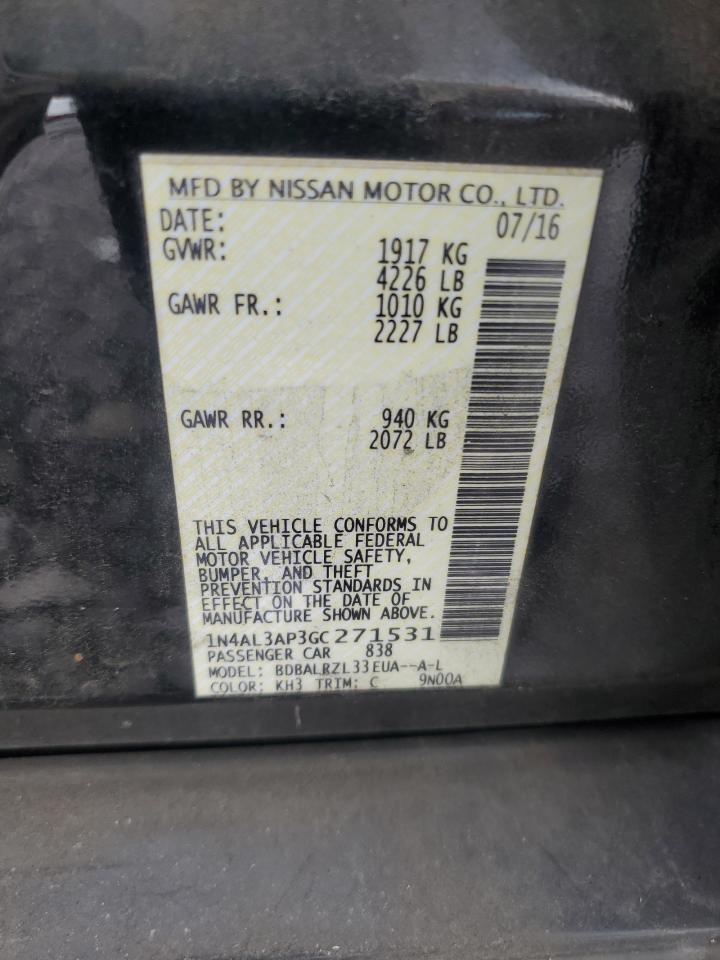 MFD BY NISSAN MOTOR CO., LTD.
DATE: 07/16
GVWR: 1917 KG
4226 LB
GAWR FR.: 1010 KG
2227 LB
GAWR RR.: 940 KG
2072 LB
THIS VEHICLE CONFORMS TO
ALL APPLICABLE FEDERAL
MOTOR VEHICLE SAFETY,
BUMPER, AND THEFT
PREVENTION STANDARDS IN
EFFECT ON THE DATE OF
MANUFACTURE SHOWN ABOVE.
1N4AL3AP3GC271531
PASSENGER CAR 838
MODEL: BDBALRZL33EUA--A-L
COLOR: KH3 TRIM: C 9N00A